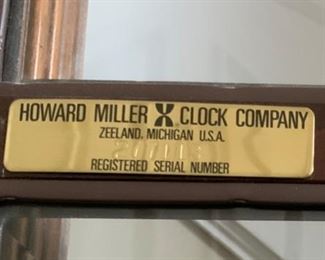 HOWARD MILLER CLOCK COMPANY
ZEELAND, MICHIGAN U.S.A.
REGISTERED SERIAL NUMBER